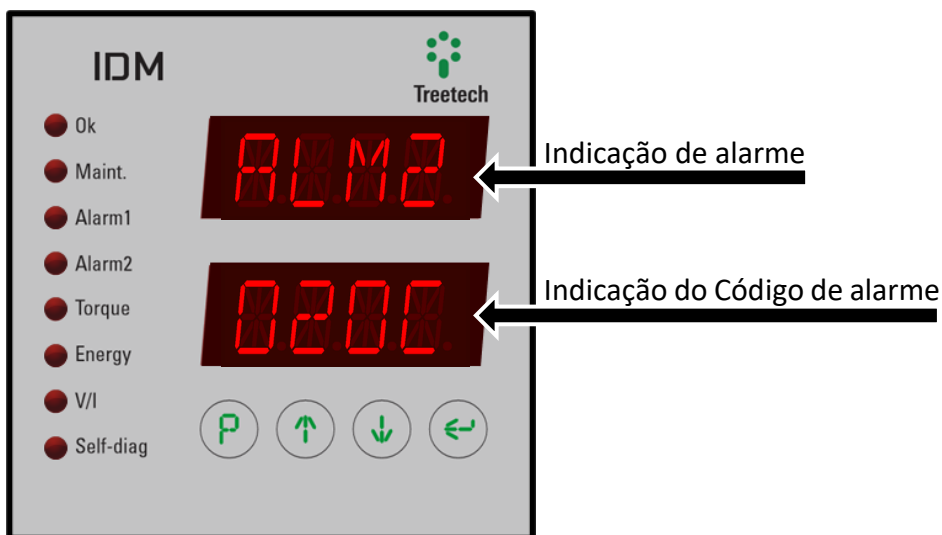 IDM
Treetech
Ok
Maint.
Alarm1
Alarm2
Torque
Energy
V/I
Self-diag
ALM2
Indicação de alarme
020C
Indicação do Código de alarme
P